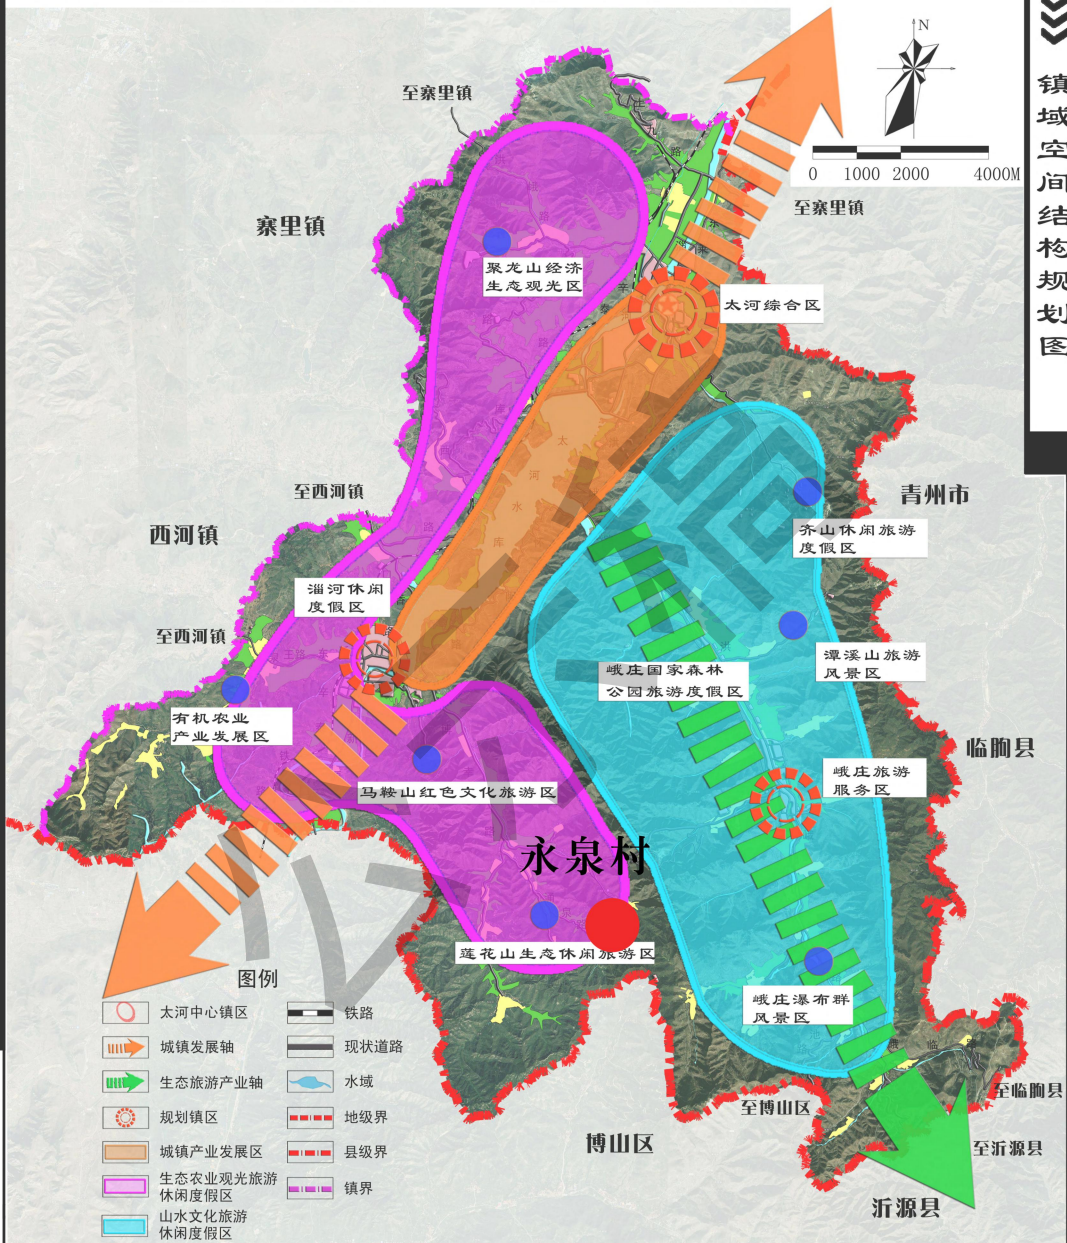 N
0 1000 2000 4000M
镇域空间结构规划图
至寨里镇
至寨里镇
寨里镇
聚龙山经济
生态观光区
太河综合区
太河水库
至西河镇
西河镇
青州市
齐山休闲旅游
度假区
淄河休闲
度假区
至西河镇
潭溪山旅游
风景区
峨庄国家森林
公园旅游度假区
有机农业
产业发展区
临朐县
峨庄旅游
服务区
马鞍山红色文化旅游区
永泉村
莲花山生态休闲旅游区
峨庄瀑布群
风景区
至博山区
至临朐县
博山区
至沂源县
沂源县
图例
太河中心镇区
城镇发展轴
生态旅游产业轴
规划镇区
城镇产业发展区
生态农业观光旅游
休闲度假区
山水文化旅游
休闲度假区
铁路
现状道路
水域
地级界
县级界
镇界